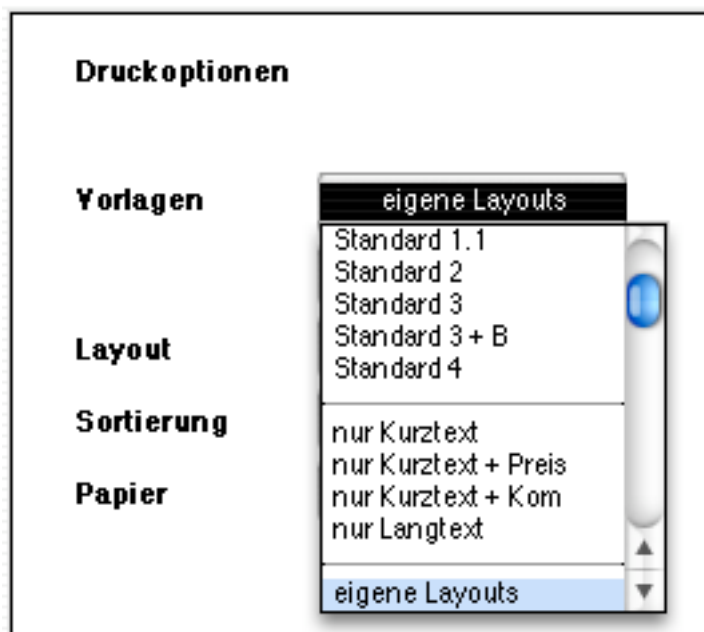 Druckoptionen
Vorlagen
eigene Layouts
Standard 1.1
Standard 2
Standard 3
Standard 3 + B
Standard 4
Layout
Sortierung
Papier
nur Kurztext
nur Kurztext + Preis
nur Kurztext + Kom
nur Langtext
eigene Layouts